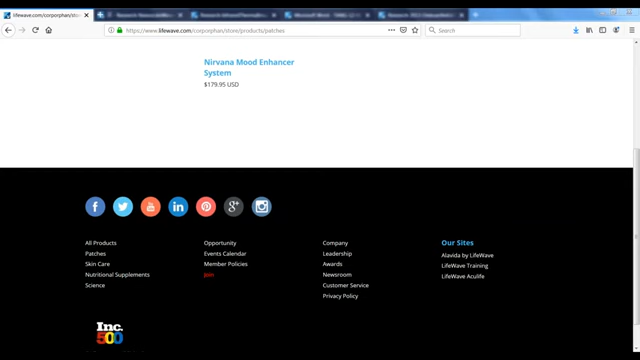 lifewave.com/corporphan/stor
https://www.lifewave.com/corporphan/store/products/patches
Search
Nirvana Mood Enhancer
System
$179.95 USD
All Products
Patches
Skin Care
Nutritional Supplements
Science
Opportunity
Events Calendar
Member Policies
Join
Company
Leadership
Awards
Newsroom
Customer Service
Privacy Policy
Our Sites
Alavida by LifeWave
LifeWave Training
LifeWave Aculife
Inc.
500